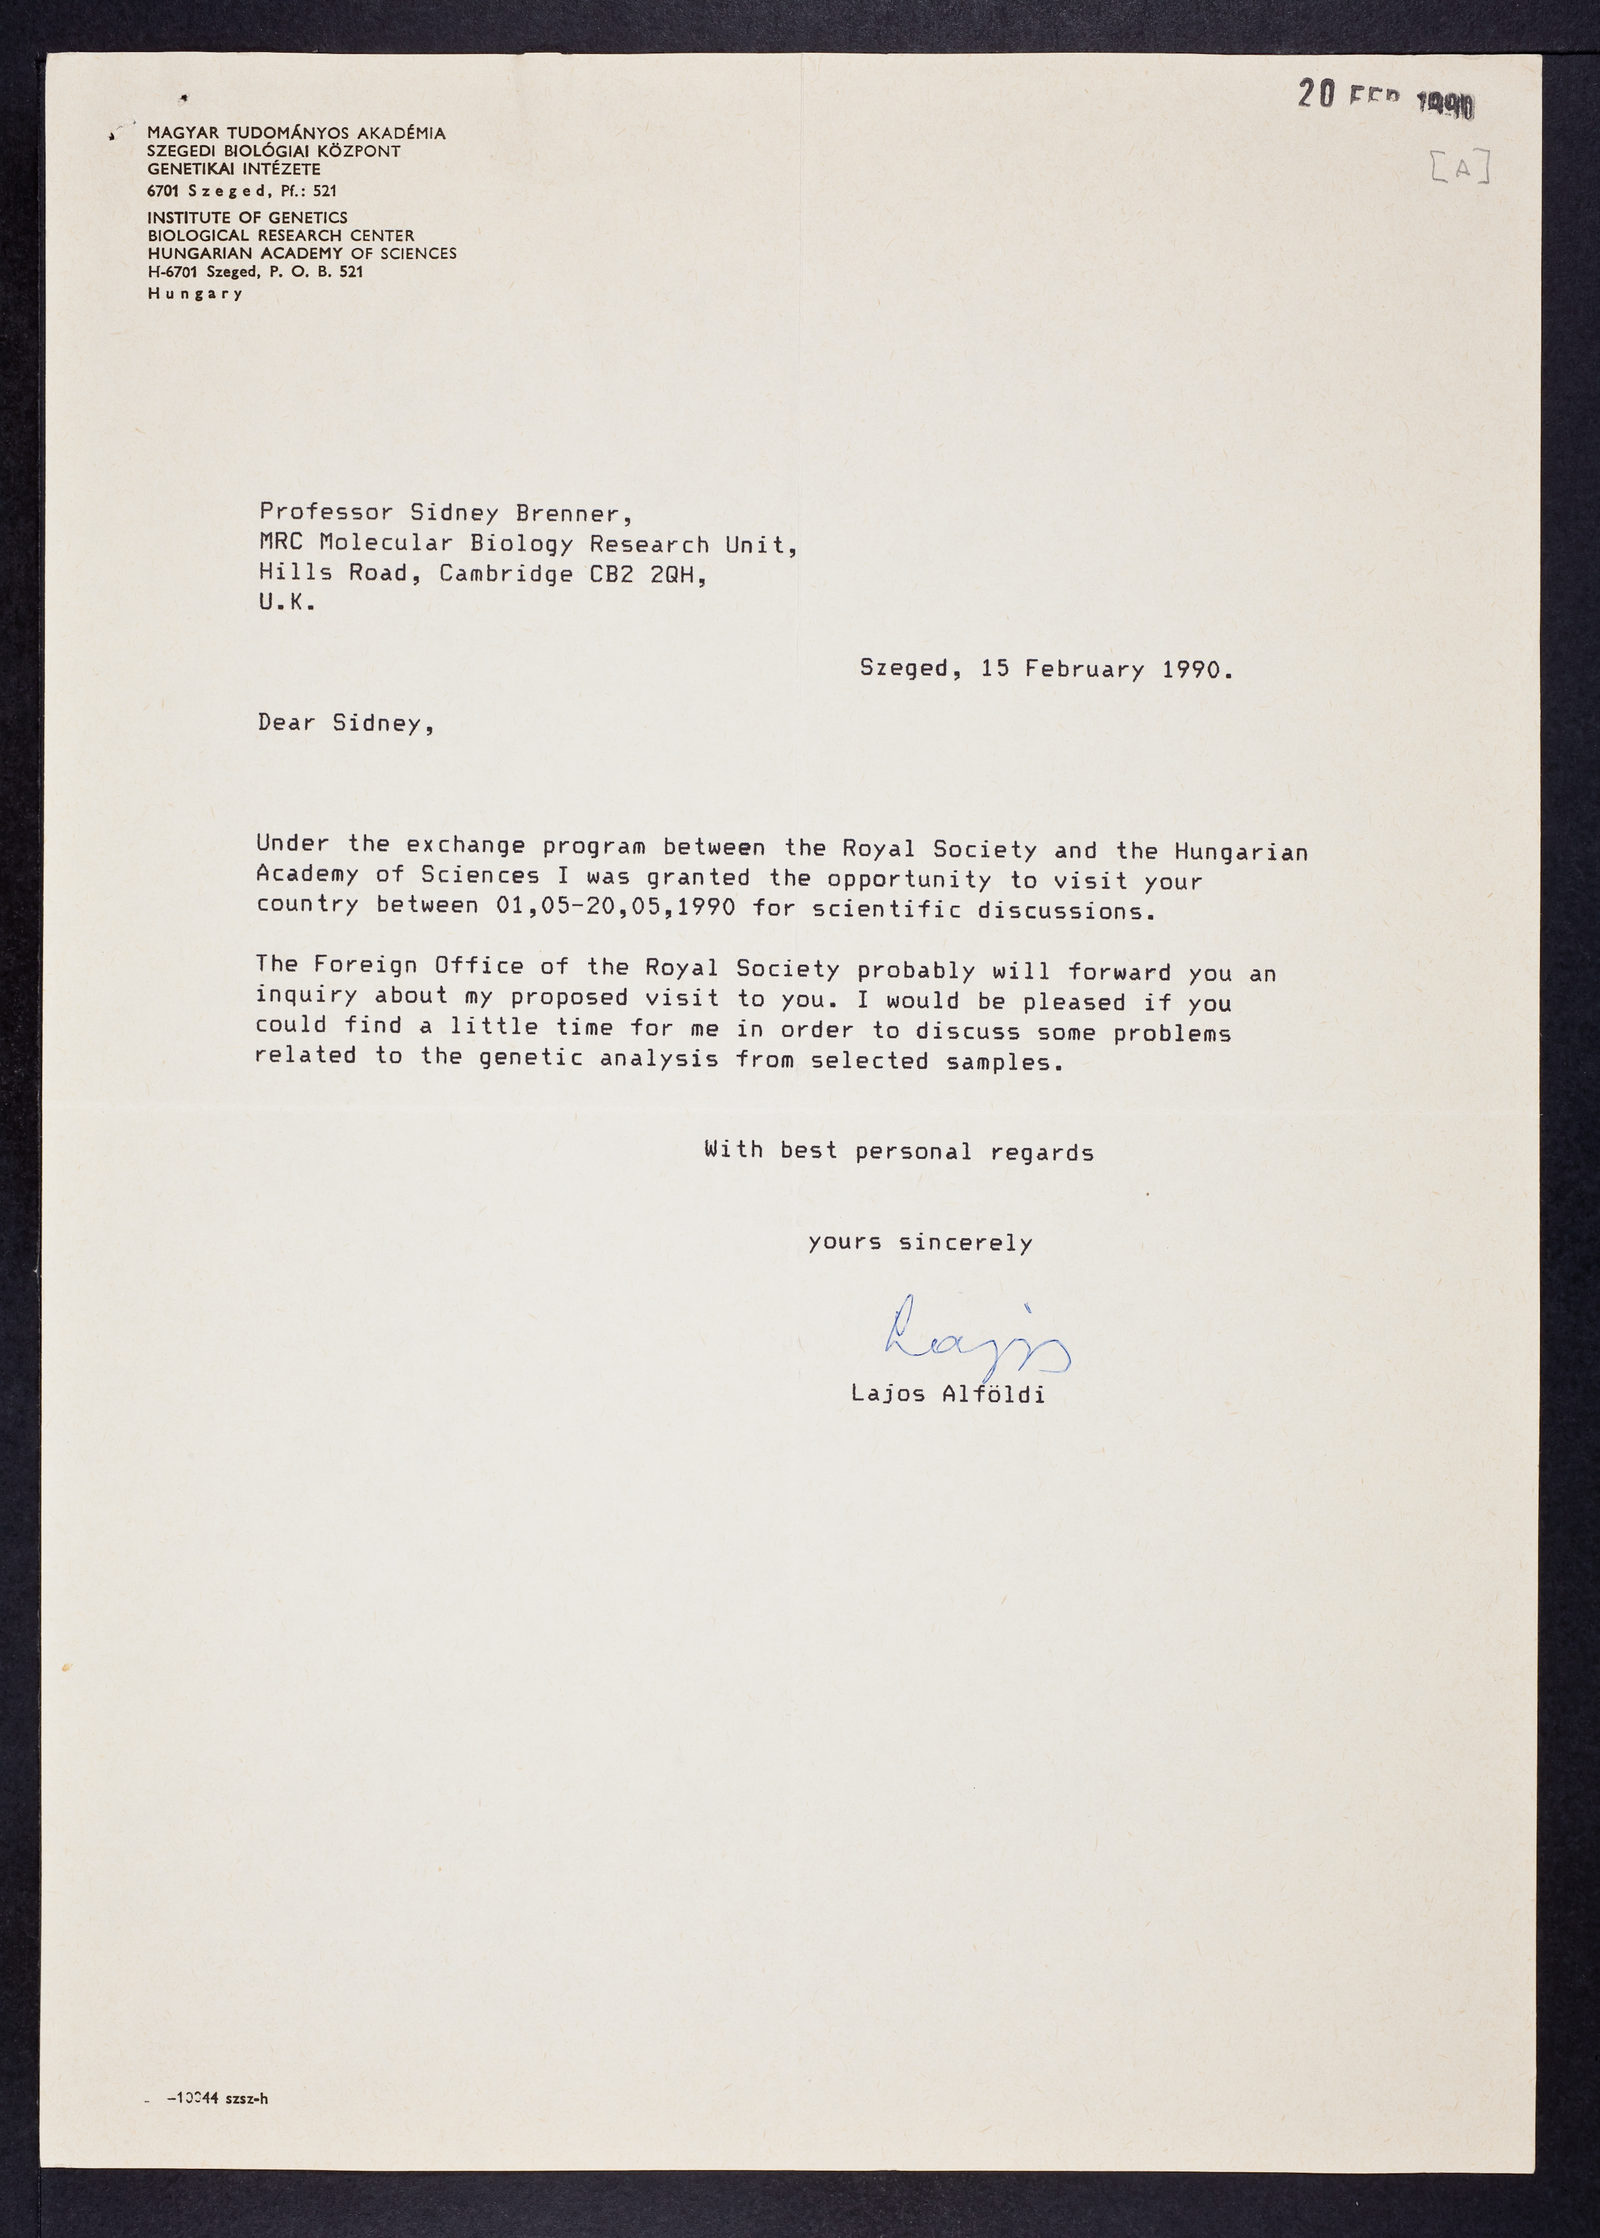 20 FEB 1990
[A]
MAGYAR TUDOMÁNYOS AKADÉMIA
SZEGEDI BIOLÓGIAI KÖZPONT
GENETIKAI INTÉZETE
6701 Szeged, Pf.: 521
INSTITUTE OF GENETICS
BIOLOGICAL RESEARCH CENTER
HUNGARIAN ACADEMY OF SCIENCES
H-6701 Szeged, P. O. B. 521
Hungary
Professor Sidney Brenner,
MRC Molecular Biology Research Unit,
Hills Road, Cambridge CB2 2QH,
U.K.
Szeged, 15 February 1990.
Dear Sidney,
Under the exchange program between the Royal Society and the Hungarian
Academy of Sciences I was granted the opportunity to visit your
country between 01,05-20,05,1990 for scientific discussions.
The Foreign Office of the Royal Society probably will forward you an
inquiry about my proposed visit to you. I would be pleased if you
could find a little time for me in order to discuss some problems
related to the genetic analysis from selected samples.
With best personal regards
yours sincerely
Lajos
Lajos Alföldi
szsz-h